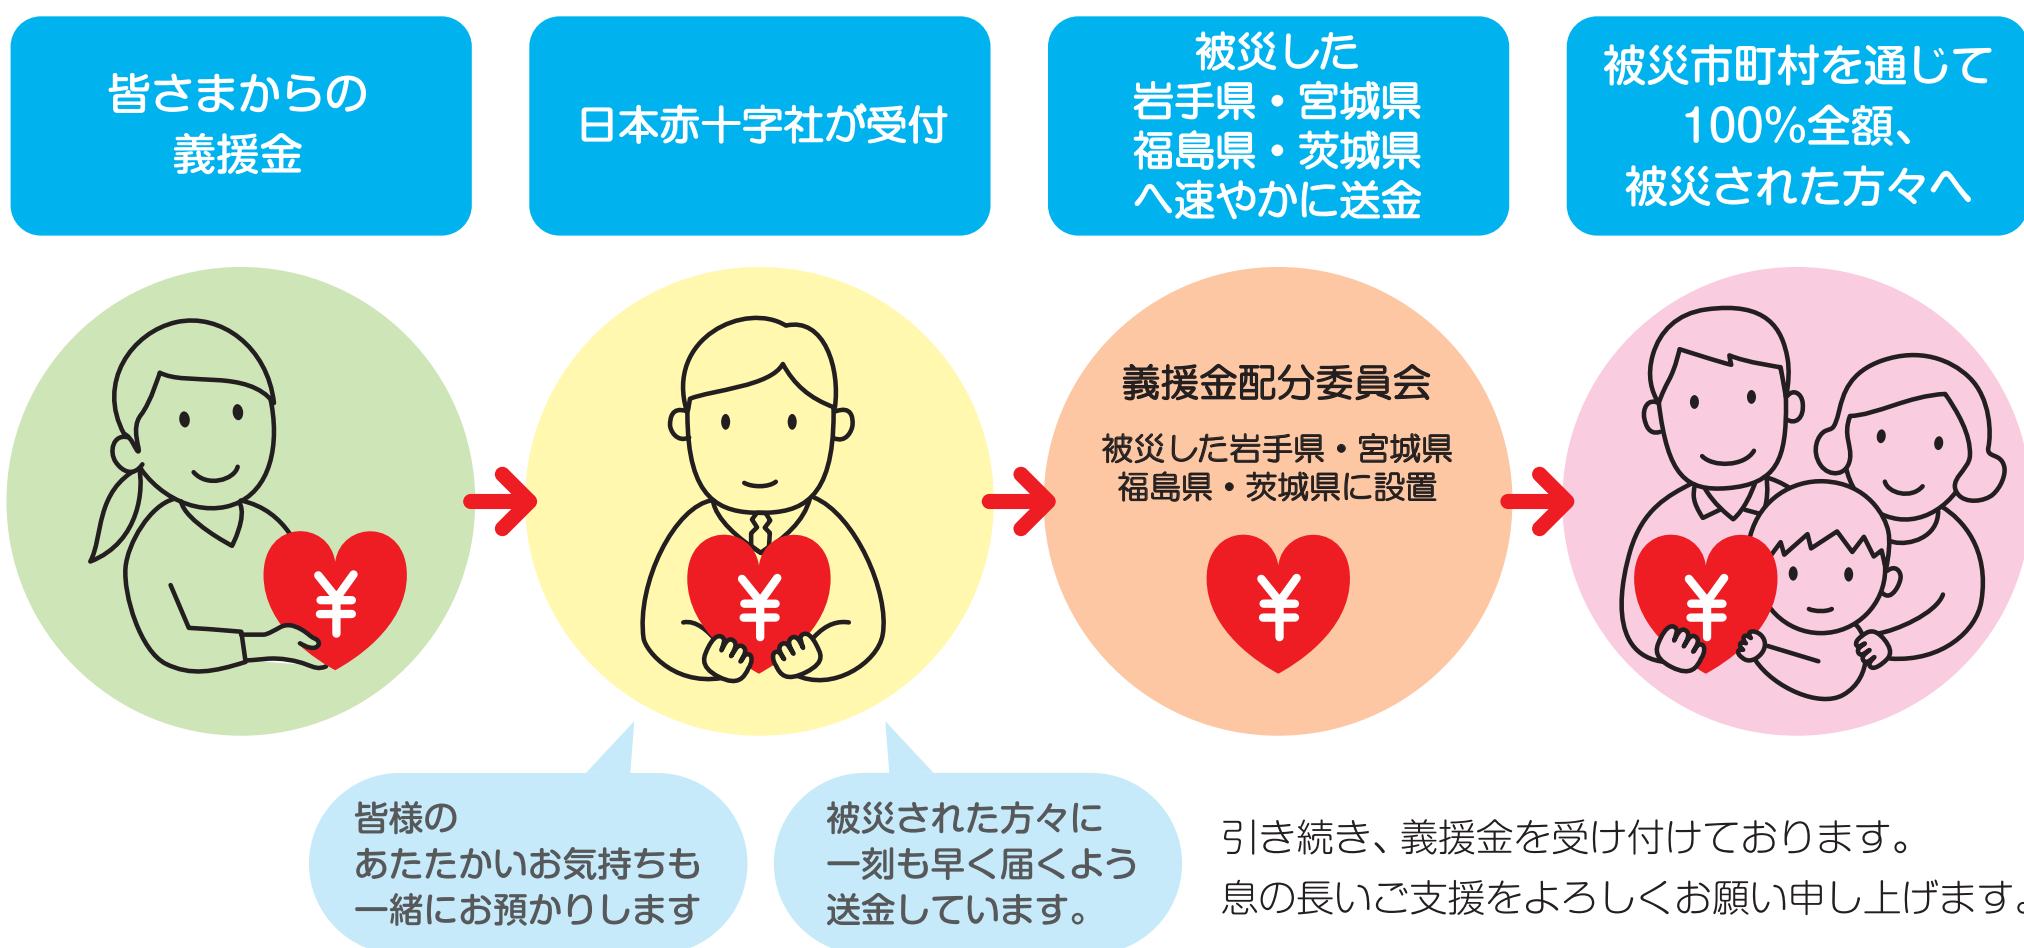 皆さまからの
義援金
日本赤十字社が受付
被災した
岩手県・宮城県
福島県・茨城県
へ速やかに送金
被災市町村を通じて
100%全額、
被災された方々へ
義援金配分委員会
被災した岩手県・宮城県
福島県・茨城県に設置
¥
¥
¥
¥
皆様の
あたたかいお気持ちも
一緒にお預かりします
被災された方々に
一刻も早く届くよう
送金しています。
引き続き、義援金を受け付けております。
息の長いご支援をよろしくお願い申し上げます。